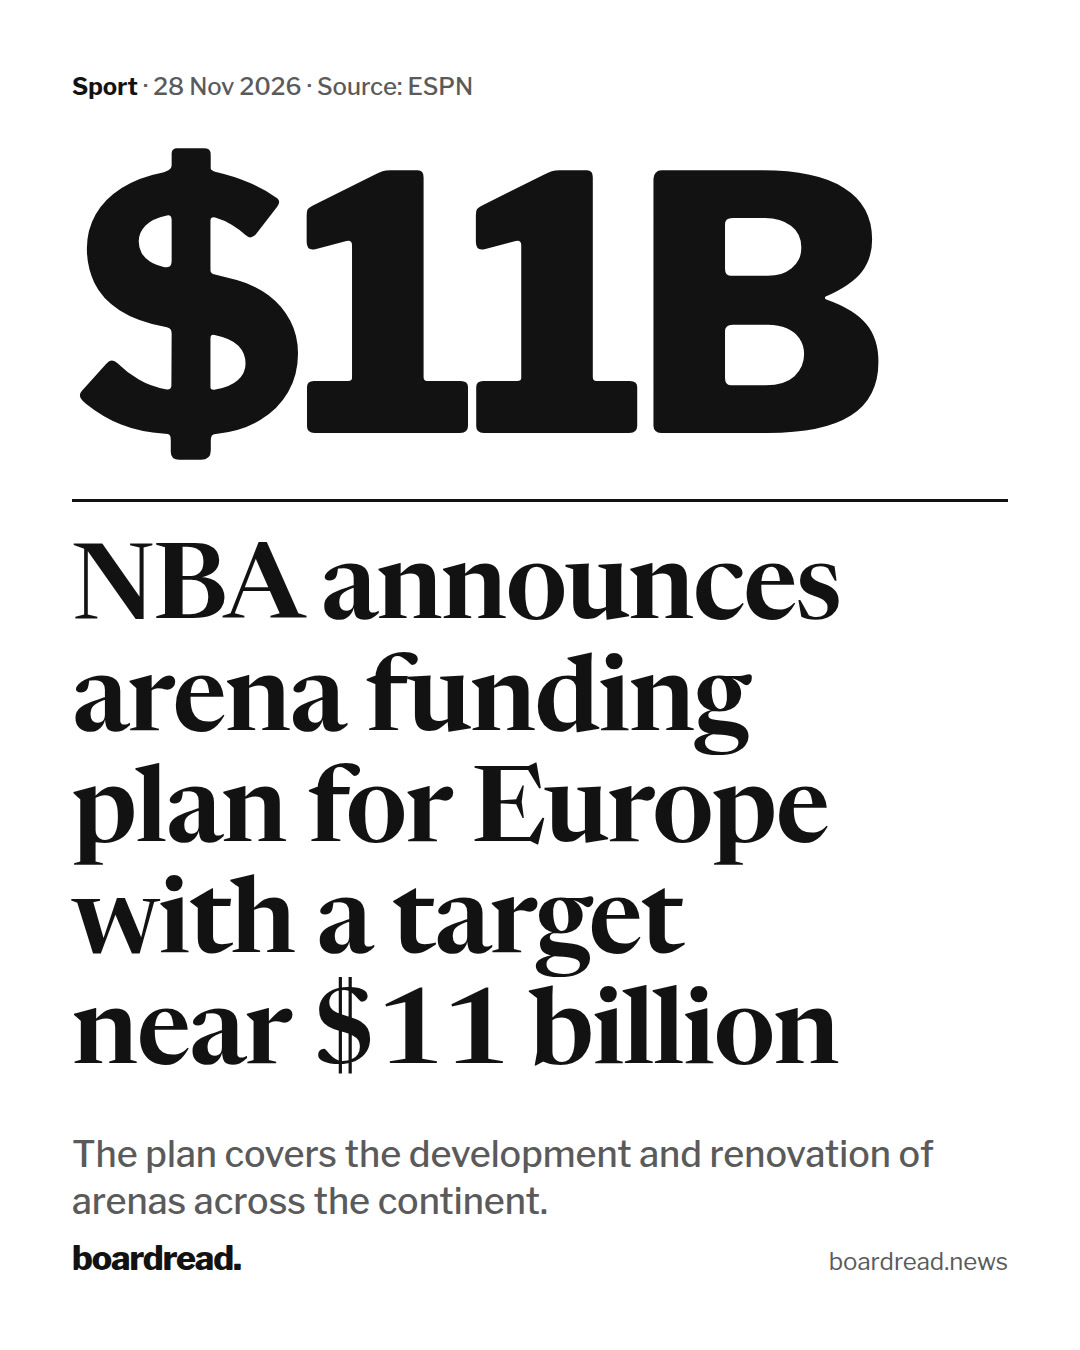 Sport · 28 Nov 2026 · Source: ESPN
$11B
NBA announces
arena funding
plan for Europe
with a target
near $11 billion
The plan covers the development and renovation of
arenas across the continent.
boardread.
boardread.news